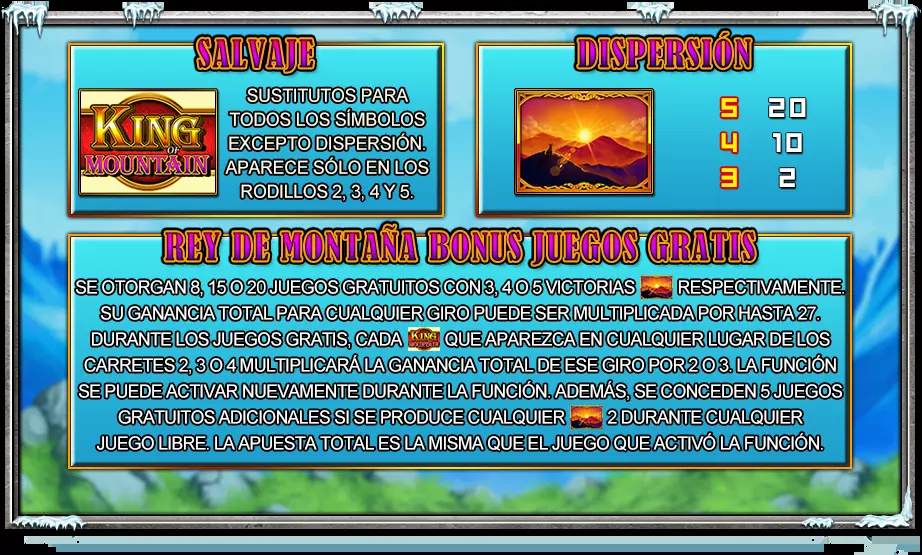 SALVAJE
KING
OF
MOUNTAIN
SUSTITUTOS PARA
TODOS LOS SÍMBOLOS
EXCEPTO DISPERSIÓN.
APARECE SÓLO EN LOS
RODILLOS 2, 3, 4 Y 5.
DISPERSIÓN
5 20
4 10
3 2
REY DE MONTAÑA BONUS JUEGOS GRATIS
SE OTORGAN 8, 15 O 20 JUEGOS GRATUITOS CON 3, 4 O 5 VICTORIAS RESPECTIVAMENTE.
SU GANANCIA TOTAL PARA CUALQUIER GIRO PUEDE SER MULTIPLICADA POR HASTA 27.
DURANTE LOS JUEGOS GRATIS, CADA KING OF MOUNTAIN QUE APAREZCA EN CUALQUIER LUGAR DE LOS
CARRETES 2, 3 O 4 MULTIPLICARÁ LA GANANCIA TOTAL DE ESE GIRO POR 2 O 3. LA FUNCIÓN
SE PUEDE ACTIVAR NUEVAMENTE DURANTE LA FUNCIÓN. ADEMÁS, SE CONCEDEN 5 JUEGOS
GRATUITOS ADICIONALES SI SE PRODUCE CUALQUIER 2 DURANTE CUALQUIER
JUEGO LIBRE. LA APUESTA TOTAL ES LA MISMA QUE EL JUEGO QUE ACTIVÓ LA FUNCIÓN.